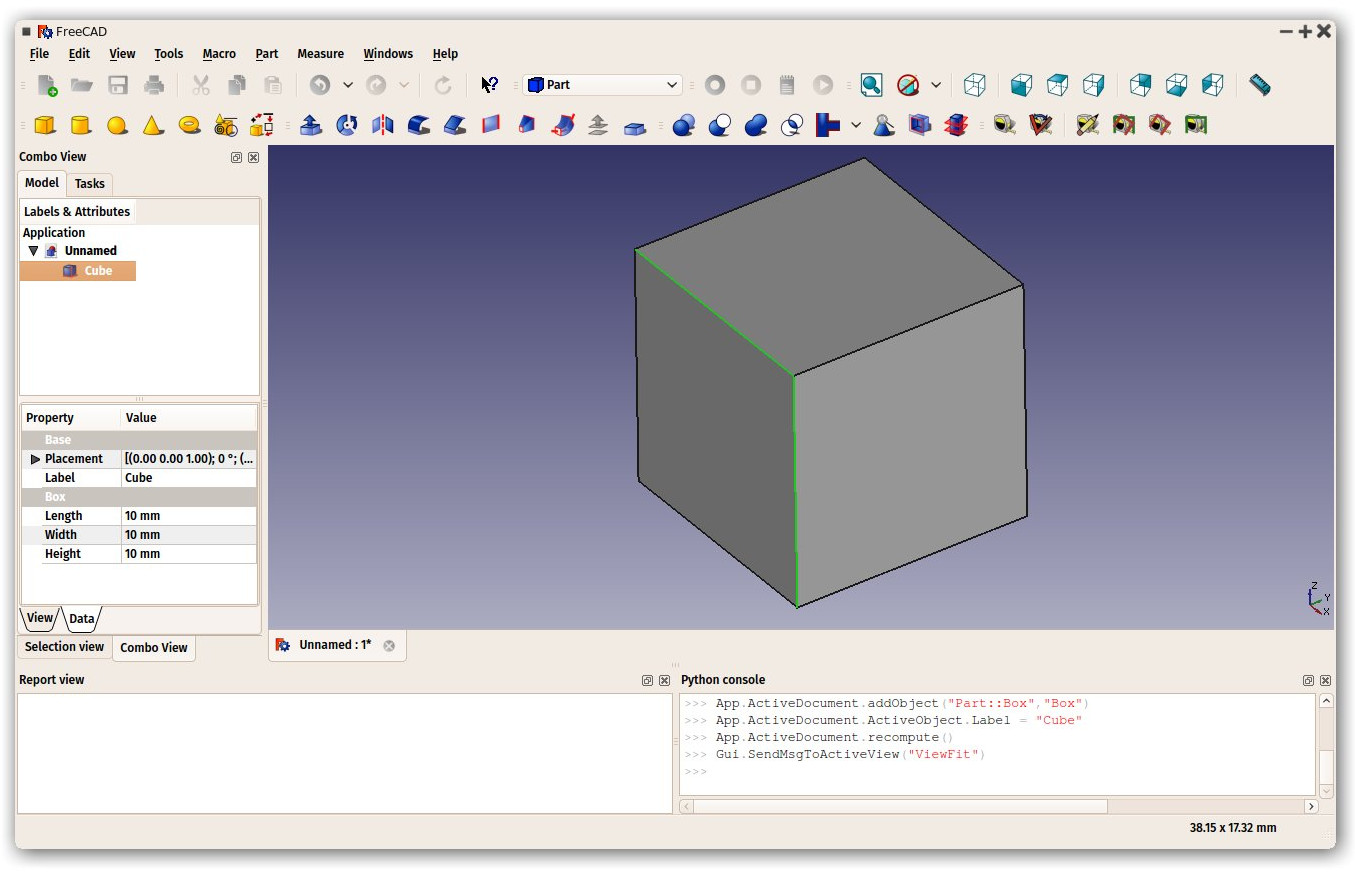 FreeCAD
File Edit View Tools Macro Part Measure Windows Help
Part
Combo View
Model Tasks
Labels & Attributes
Application
Unnamed
Cube
Property Value
Base
Placement [(0.00 0.00 1.00); 0 °; (...
Label Cube
Box
Length 10 mm
Width 10 mm
Height 10 mm
View Data
Selection view Combo View
Z
Y
X
Unnamed : 1*
Report view
Python console
>>> App.ActiveDocument.addObject("Part::Box","Box")
>>> App.ActiveDocument.ActiveObject.Label = "Cube"
>>> App.ActiveDocument.recompute()
>>> Gui.SendMsgToActiveView("ViewFit")
>>>
38.15 x 17.32 mm